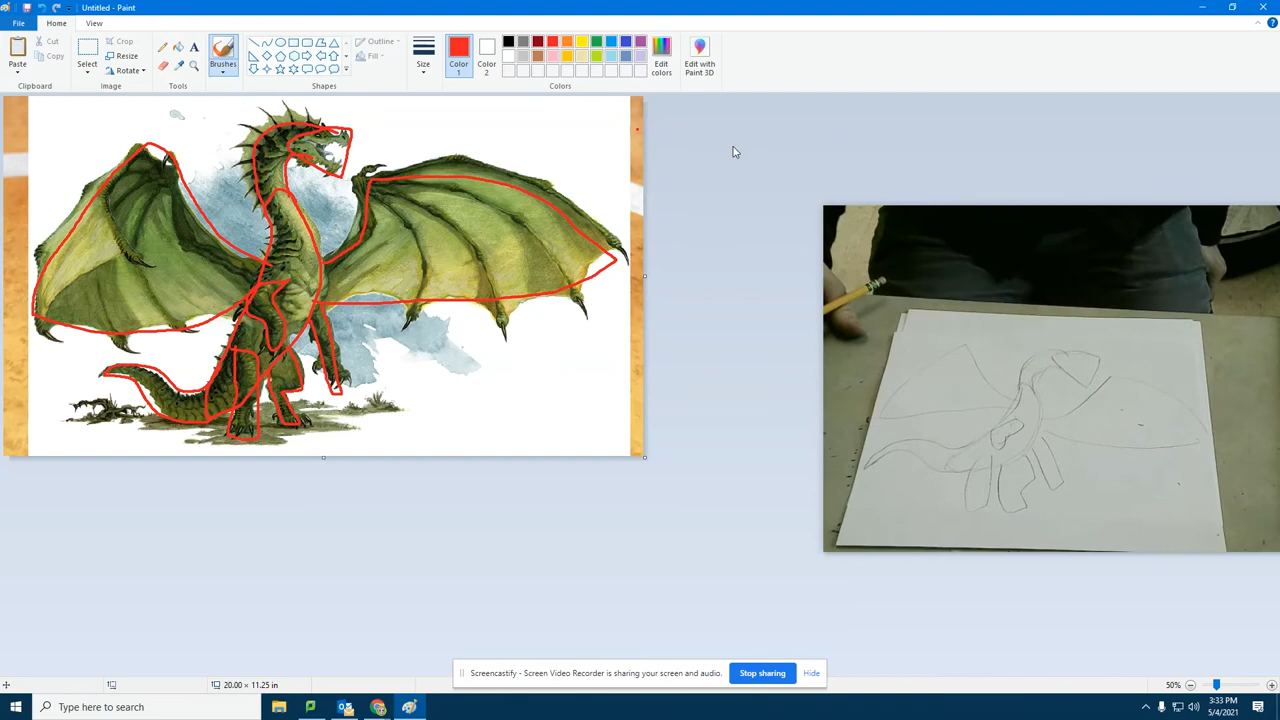 Untitled - Paint
File Home View
Paste
Cut
Copy
Clipboard
Select
Crop
Resize
Rotate
Image
A
Tools
Brushes
Outline
Fill
Shapes
Size
Color
1
Color
2
Edit
colors
Colors
Edit with
Paint 3D
Screencastify - Screen Video Recorder is sharing your screen and audio.
Stop sharing
Hide
20.00 × 11.25 in
50%
Type here to search
3:33 PM
5/4/2021